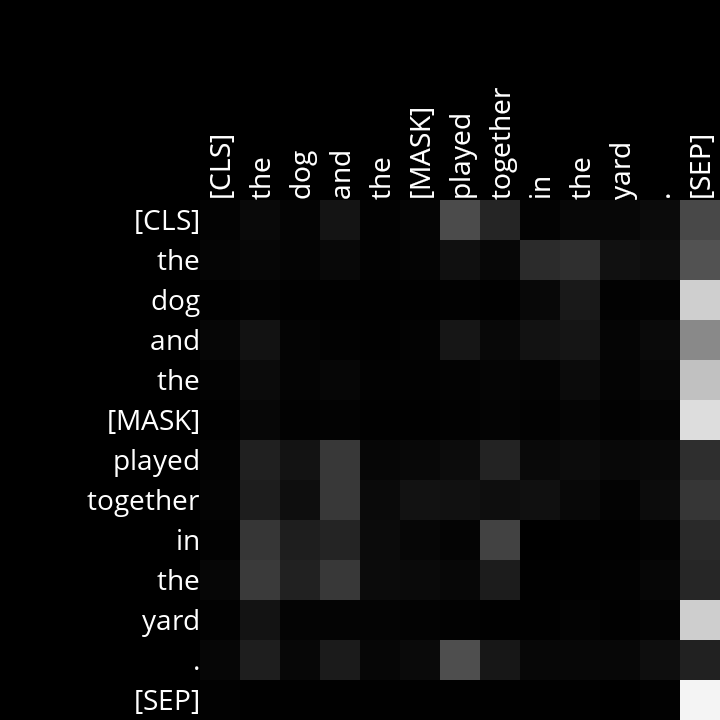 [CLS] the dog and the [MASK] played together in the yard . [SEP]
[CLS]
the
dog
and
the
[MASK]
played
together
in
the
yard
.
[SEP]